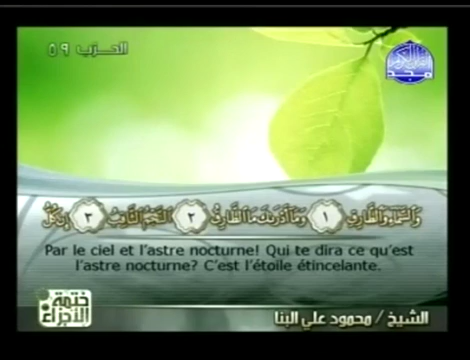 الحزب ٥٩
المجد
وَالسَّمَاءِ وَالطَّارِقِ ١ وَمَا أَدْرَاكَ مَا الطَّارِقُ ٢ النَّجْمُ الثَّاقِبُ ٣ إِن كُلُّ
Par le ciel et l'astre nocturne! Qui te dira ce qu'est
l'astre nocturne? C'est l'étoile étincelante.
ختمة
الأجزاء
الشيخ / محمود علي البنا